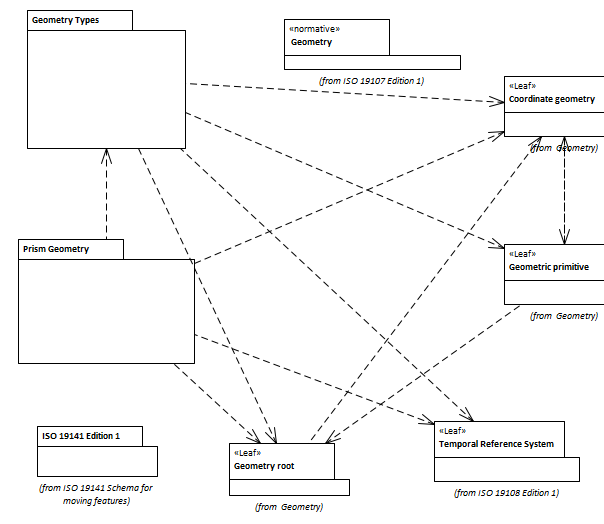 Geometry Types
«normative»
Geometry
(from ISO 19107 Edition 1)
«Leaf»
Coordinate geometry
(from Geometry)
Prism Geometry
«Leaf»
Geometric primitive
(from Geometry)
ISO 19141 Edition 1
(from ISO 19141 Schema for
moving features)
«Leaf»
Geometry root
(from Geometry)
«Leaf»
Temporal Reference System
(from ISO 19108 Edition 1)